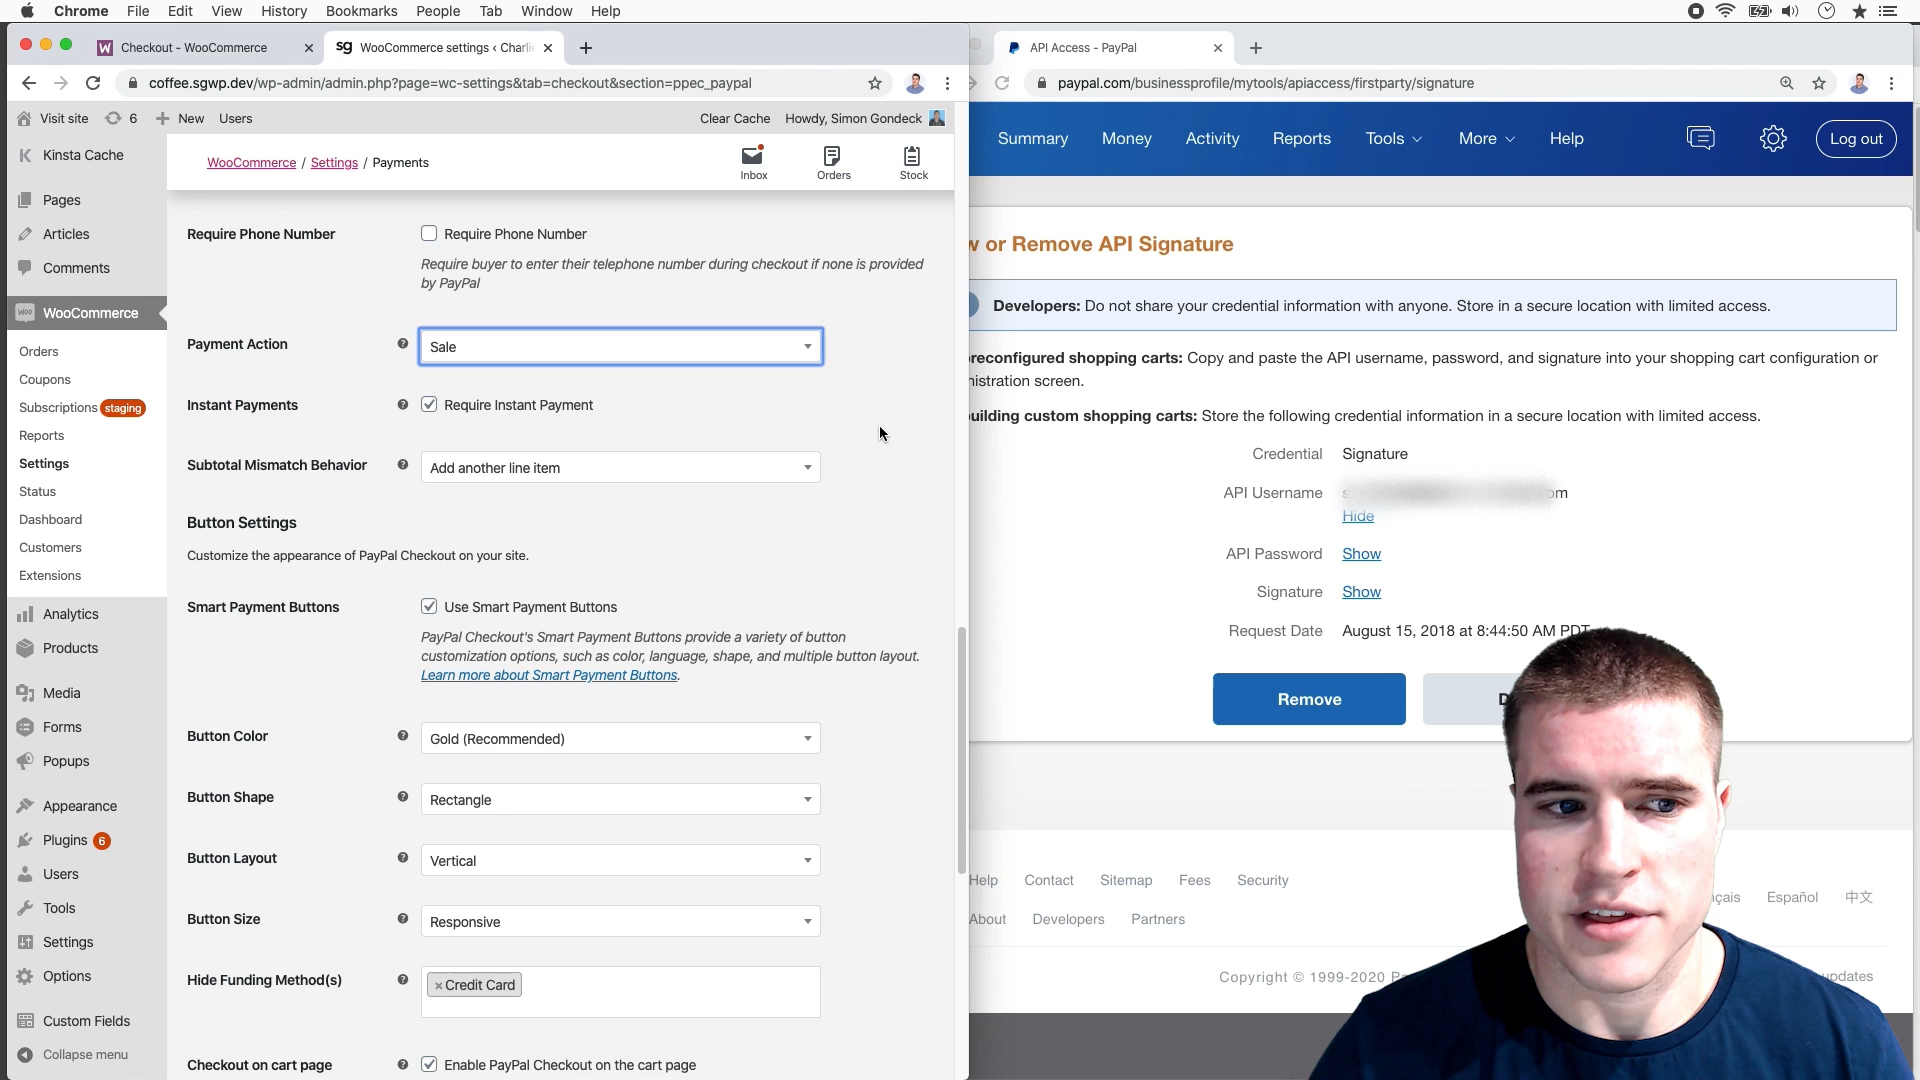 Chrome File Edit View History Bookmarks People Tab Window Help
Checkout - WooCommerce
sg WooCommerce settings ‹ Charli
API Access - PayPal
coffee.sgwp.dev/wp-admin/admin.php?page=wc-settings&tab=checkout&section=ppec_paypal
paypal.com/businessprofile/mytools/apiaccess/firstparty/signature
Visit site 6 New Users Clear Cache Howdy, Simon Gondeck
Kinsta Cache
Pages
Articles
Comments
WooCommerce
Orders
Coupons
Subscriptions staging
Reports
Settings
Status
Dashboard
Customers
Extensions
Analytics
Products
Media
Forms
Popups
Appearance
Plugins 6
Users
Tools
Settings
Options
Custom Fields
Collapse menu
WooCommerce / Settings / Payments
Inbox
Orders
Stock
Require Phone Number
Require Phone Number
Require buyer to enter their telephone number during checkout if none is provided
by PayPal
Payment Action
Sale
Instant Payments
Require Instant Payment
Subtotal Mismatch Behavior
Add another line item
Button Settings
Customize the appearance of PayPal Checkout on your site.
Smart Payment Buttons
Use Smart Payment Buttons
PayPal Checkout's Smart Payment Buttons provide a variety of button
customization options, such as color, language, shape, and multiple button layout.
Learn more about Smart Payment Buttons.
Button Color
Gold (Recommended)
Button Shape
Rectangle
Button Layout
Vertical
Button Size
Responsive
Hide Funding Method(s)
×Credit Card
Checkout on cart page
Enable PayPal Checkout on the cart page
Summary Money Activity Reports Tools More Help Log out
w or Remove API Signature
Developers: Do not share your credential information with anyone. Store in a secure location with limited access.
reconfigured shopping carts: Copy and paste the API username, password, and signature into your shopping cart configuration or
nistration screen.
uilding custom shopping carts: Store the following credential information in a secure location with limited access.
Credential Signature
API Username s om
Hide
API Password Show
Signature Show
Request Date August 15, 2018 at 8:44:50 AM PDT
Remove
D
Help Contact Sitemap Fees Security
nçais Español 中文
About Developers Partners
Copyright © 1999-2020 P
updates